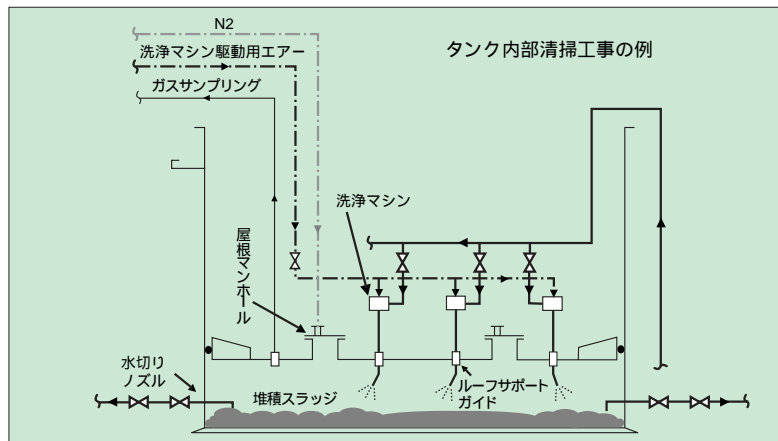 N2
洗浄マシン駆動用エアー
タンク内部清掃工事の例
ガスサンプリング
洗浄マシン
屋根マンホール
水切り
ノズル
堆積スラッジ
ルーフサポート
ガイド